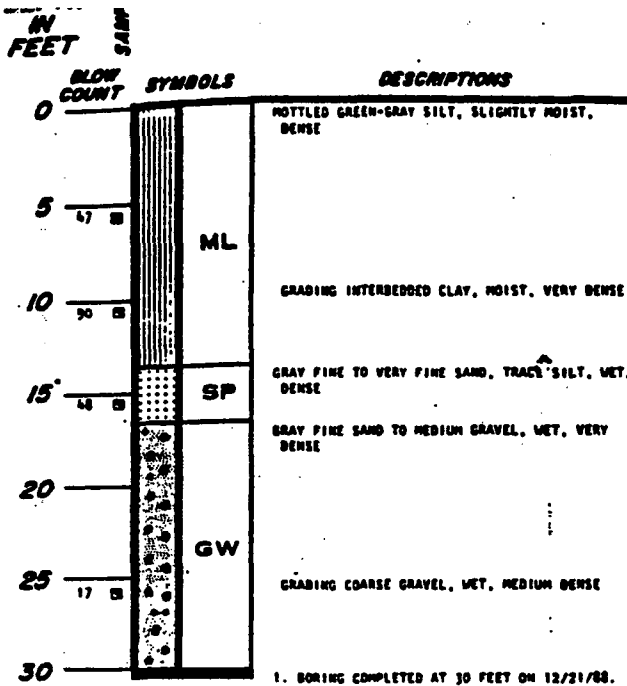 IN
FEET
SAMP
BLOW
COUNT
SYMBOLS
DESCRIPTIONS
0
MOTTLED GREEN-GRAY SILT, SLIGHTLY MOIST,
DENSE
5
47
ML
GRADING INTERBEDDED CLAY, MOIST, VERY DENSE
10
90
GRAY FINE TO VERY FINE SAND, TRACE SILT, WET,
DENSE
15
48
SP
GRAY FINE SAND TO MEDIUM GRAVEL, WET, VERY
DENSE
20
GW
25
17
GRADING COARSE GRAVEL, WET, MEDIUM DENSE
30
1. BORING COMPLETED AT 30 FEET ON 12/21/88.